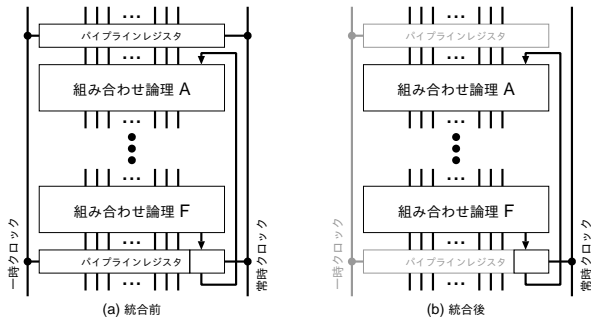 パイプラインレジスタ
組み合わせ論理 A
組み合わせ論理 F
パイプラインレジスタ
一時クロック
常時クロック
(a) 統合前
パイプラインレジスタ
組み合わせ論理 A
組み合わせ論理 F
パイプラインレジスタ
一時クロック
常時クロック
(b) 統合後